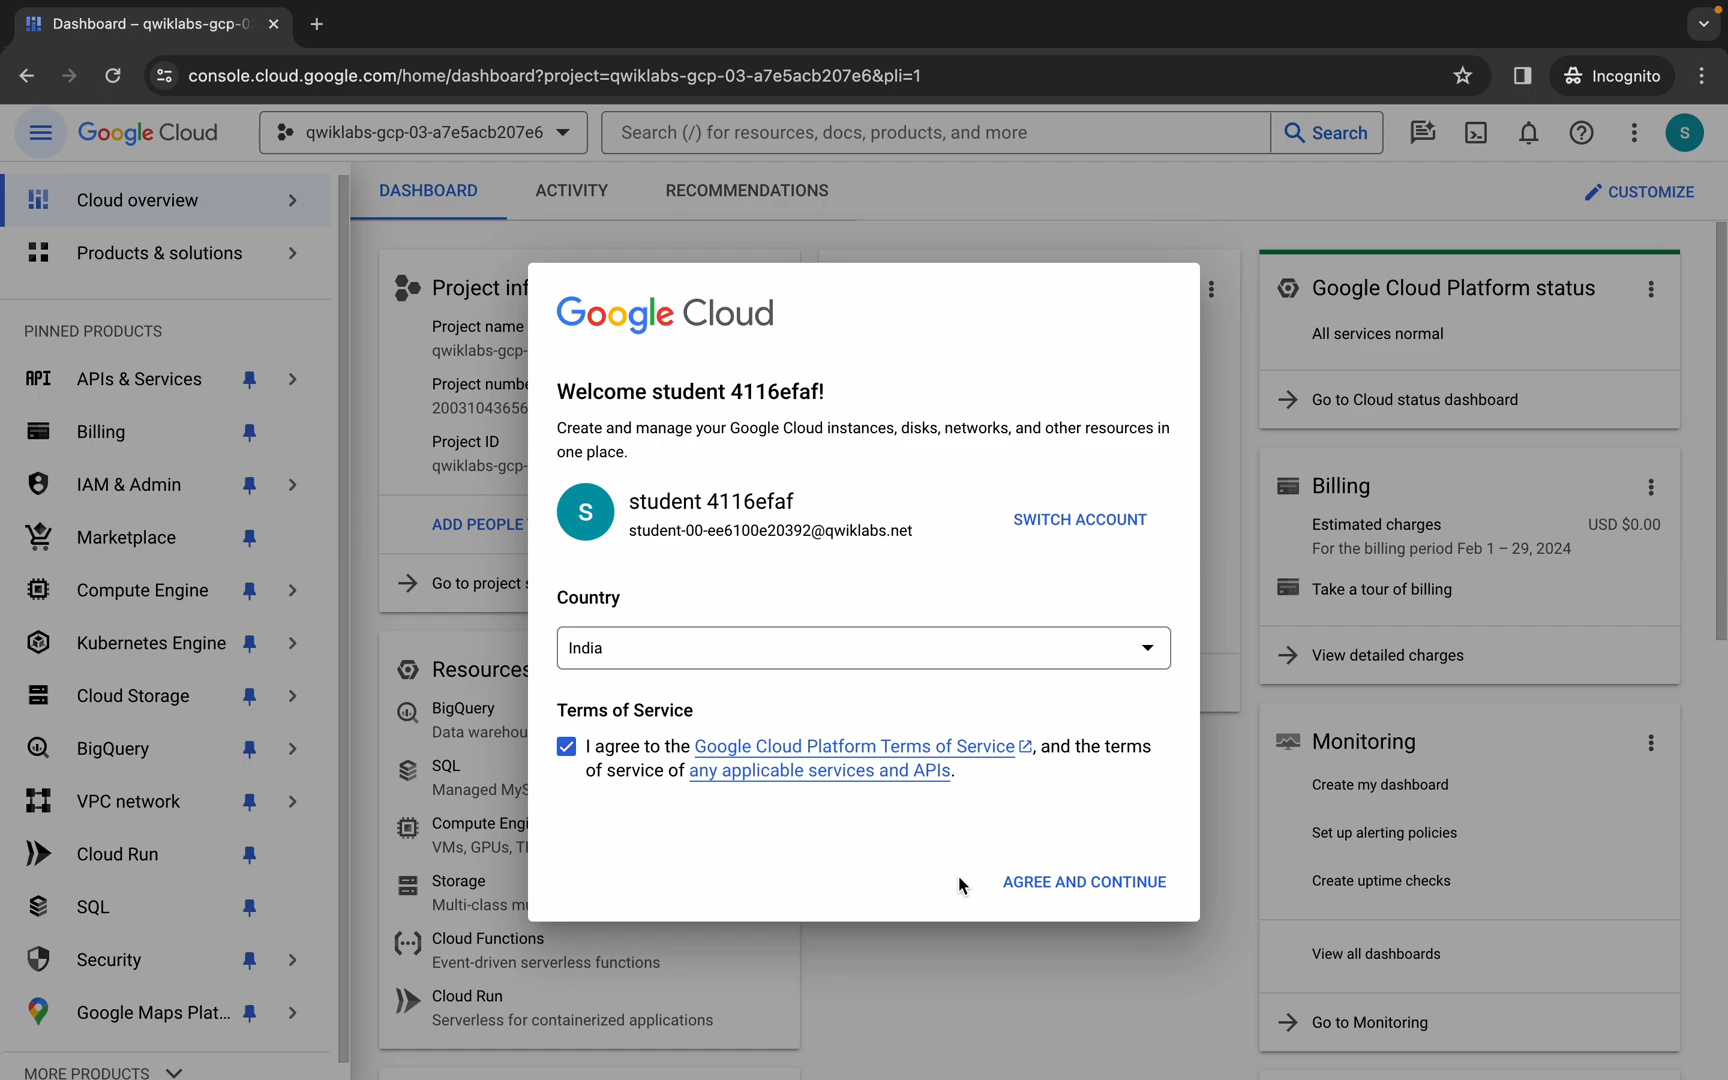 Dashboard – qwiklabs-gcp-0
console.cloud.google.com/home/dashboard?project=qwiklabs-gcp-03-a7e5acb207e6&pli=1
Incognito
Google Cloud
qwiklabs-gcp-03-a7e5acb207e6
Search (/) for resources, docs, products, and more
Search
S
Cloud overview
Products & solutions
PINNED PRODUCTS
API APIs & Services
Billing
IAM & Admin
Marketplace
Compute Engine
Kubernetes Engine
Cloud Storage
BigQuery
VPC network
Cloud Run
SQL
Security
Google Maps Plat...
MORE PRODUCTS
DASHBOARD
ACTIVITY
RECOMMENDATIONS
CUSTOMIZE
Project inf
Project name
qwiklabs-gcp-
Project numbe
20031043656
Project ID
qwiklabs-gcp-
ADD PEOPLE
Go to project s
Resources
BigQuery
Data warehou
SQL
Managed MyS
Compute Engi
VMs, GPUs, T
Storage
Multi-class mu
Cloud Functions
Event-driven serverless functions
Cloud Run
Serverless for containerized applications
Google Cloud
Welcome student 4116efaf!
Create and manage your Google Cloud instances, disks, networks, and other resources in
one place.
S
student 4116efaf
student-00-ee6100e20392@qwiklabs.net
SWITCH ACCOUNT
Country
India
Terms of Service
I agree to the Google Cloud Platform Terms of Service, and the terms
of service of any applicable services and APIs.
AGREE AND CONTINUE
Google Cloud Platform status
All services normal
Go to Cloud status dashboard
Billing
Estimated charges USD $0.00
For the billing period Feb 1 – 29, 2024
Take a tour of billing
View detailed charges
Monitoring
Create my dashboard
Set up alerting policies
Create uptime checks
View all dashboards
Go to Monitoring